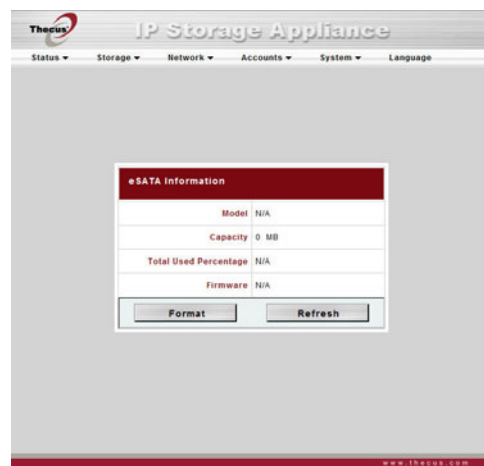 Thecus
IP Storage Appliance
Status Storage Network Accounts System Language
eSATA Information
Model N/A
Capacity 0 MB
Total Used Percentage N/A
Firmware N/A
Format Refresh
www.thecus.com